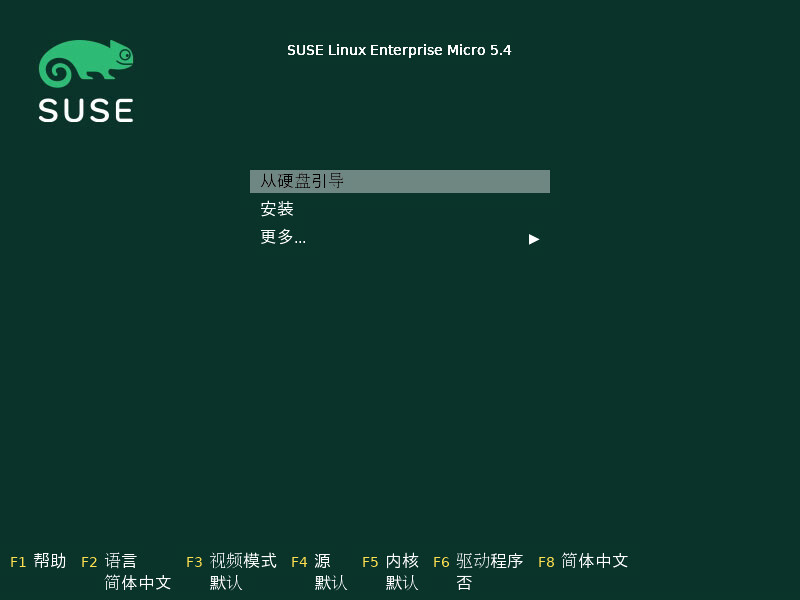 SUSE Linux Enterprise Micro 5.4
SUSE
从硬盘引导
安装
更多... ▶
F1 帮助 F2 语言 F3 视频模式 F4 源 F5 内核 F6 驱动程序 F8 简体中文
简体中文 默认 默认 默认 否